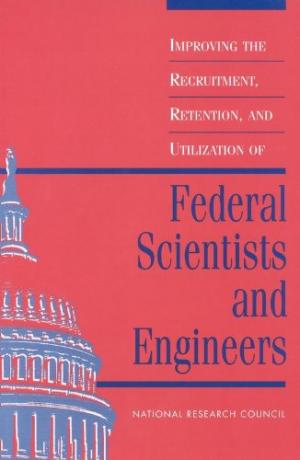 IMPROVING THE
RECRUITMENT,
RETENTION, AND
UTILIZATION OF
Federal
Scientists
and
Engineers
NATIONAL RESEARCH COUNCIL